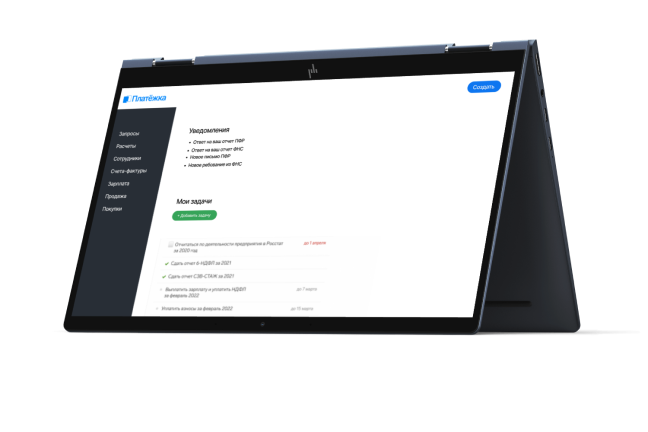 hp
Платёжка
Создать
Запросы
Расчеты
Сотрудники
Счета-фактуры
Зарплата
Продажа
Покупки
Уведомления
Ответ на ваш отчет ПФР
Ответ на ваш отчет ФНС
Новое письмо ПФР
Новое ребования из ФНС
Мои задачи
+ Добавить задачу
Отчитаться по деятельности предприятия в Росстат
за 2020 год
до 1 апреля
Сдать отчет 6-НДФЛ за 2021
Сдать отчет СЗВ-СТАЖ за 2021
Выплатить зарплату и уплатить НДФЛ
за февраль 2022
до 7 марта
Уплатить взносы за февраль 2022
до 15 марта